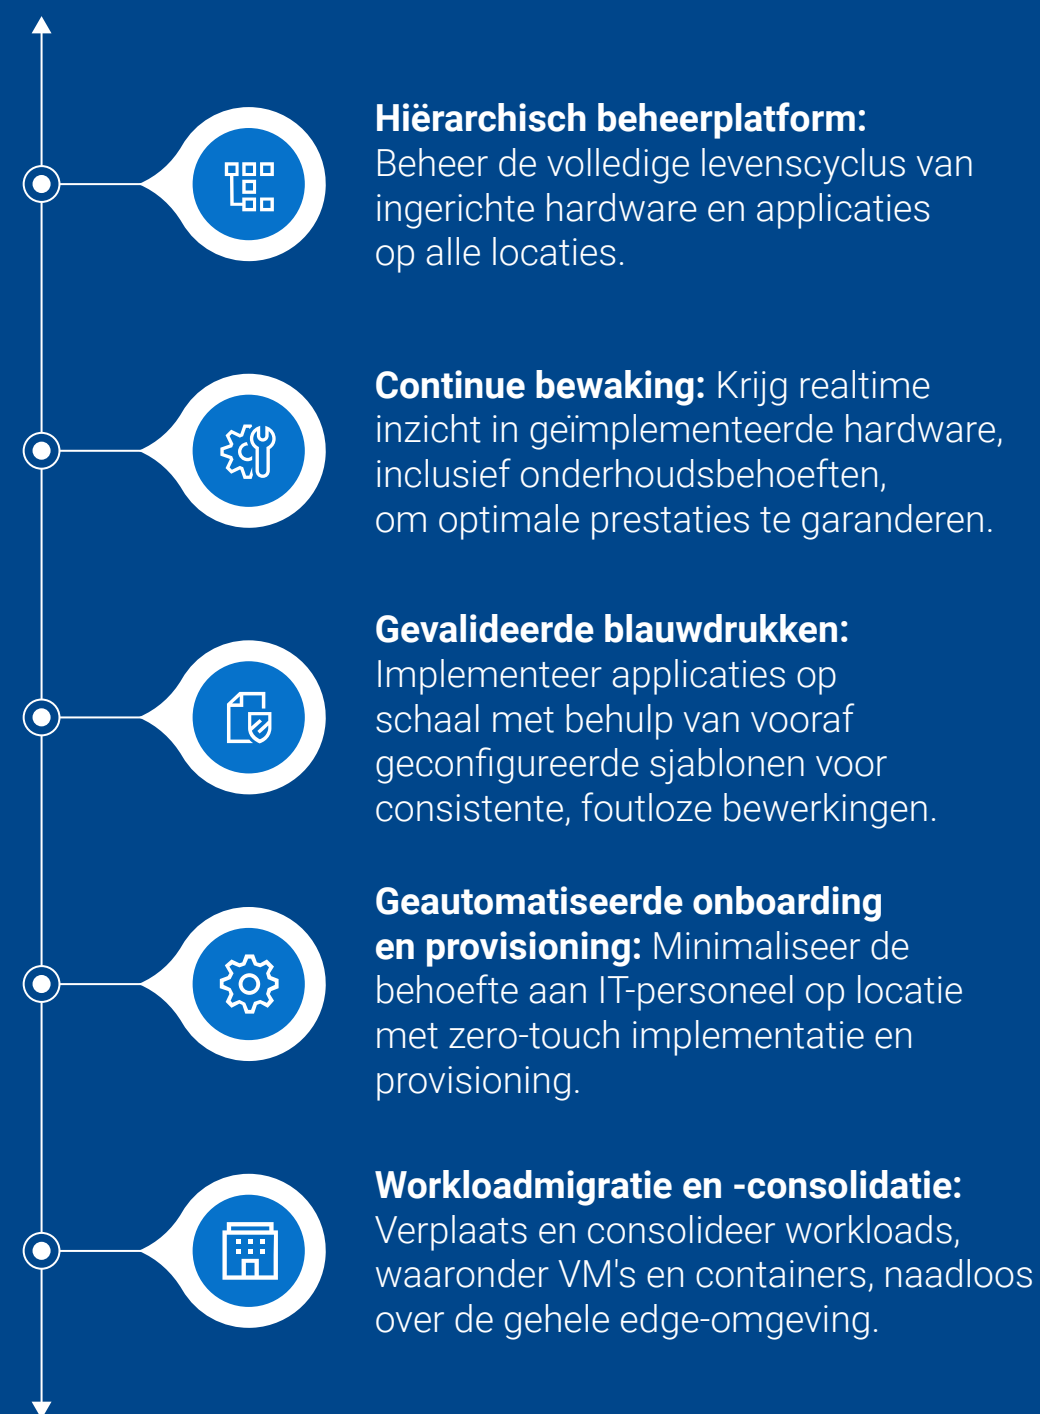 Hiërarchisch beheerplatform:
Beheer de volledige levenscyclus van
ingerichte hardware en applicaties
op alle locaties.
Continue bewaking: Krijg realtime
inzicht in geïmplementeerde hardware,
inclusief onderhoudsbehoeften,
om optimale prestaties te garanderen.
Gevalideerde blauwdrukken:
Implementeer applicaties op
schaal met behulp van vooraf
geconfigureerde sjablonen voor
consistente, foutloze bewerkingen.
Geautomatiseerde onboarding
en provisioning: Minimaliseer de
behoefte aan IT-personeel op locatie
met zero-touch implementatie en
provisioning.
Workloadmigratie en -consolidatie:
Verplaats en consolideer workloads,
waaronder VM's en containers, naadloos
over de gehele edge-omgeving.